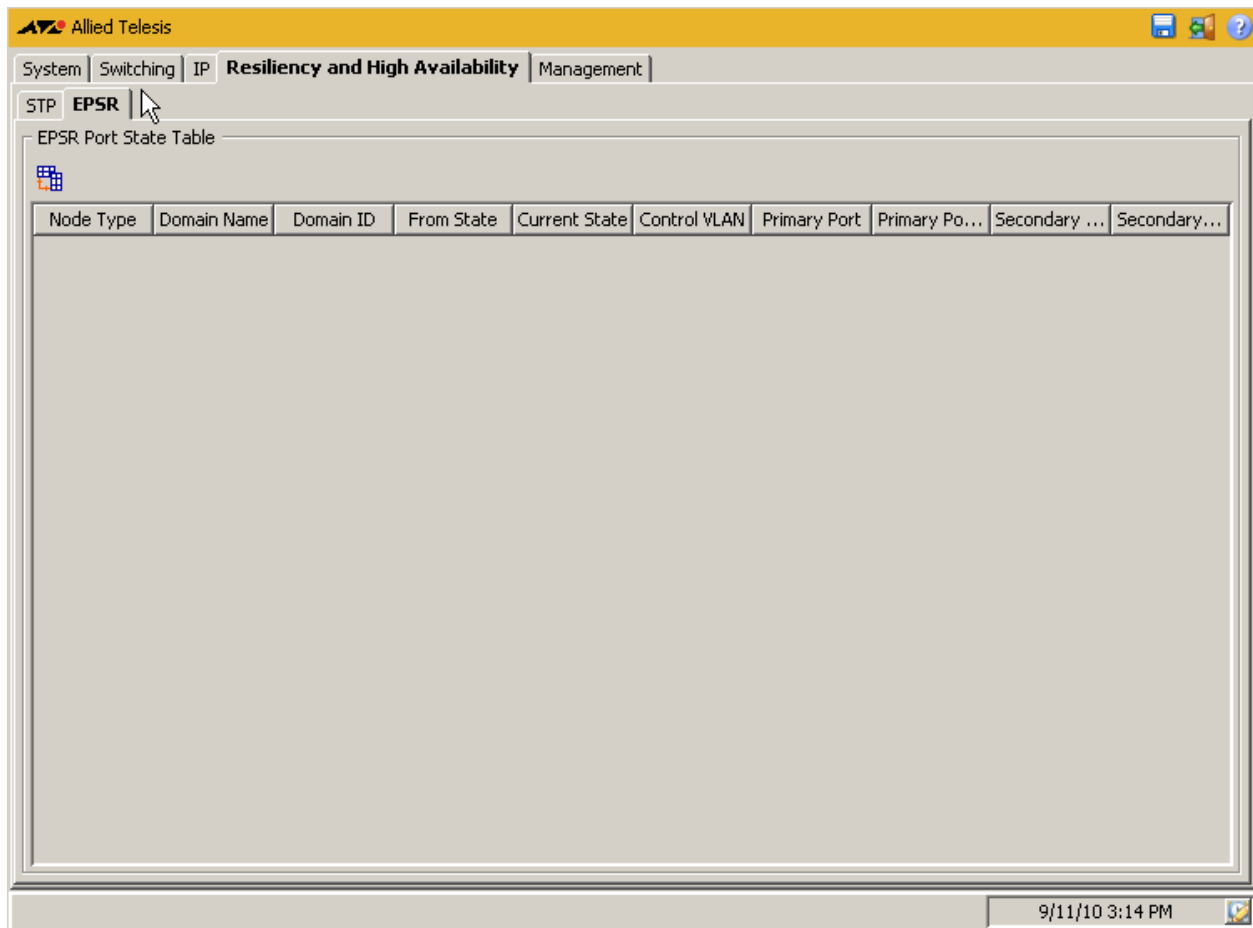 Allied Telesis
System Switching IP Resiliency and High Availability Management
STP EPSR
EPSR Port State Table
Node Type Domain Name Domain ID From State Current State Control VLAN Primary Port Primary Po... Secondary ... Secondary...
9/11/10 3:14 PM